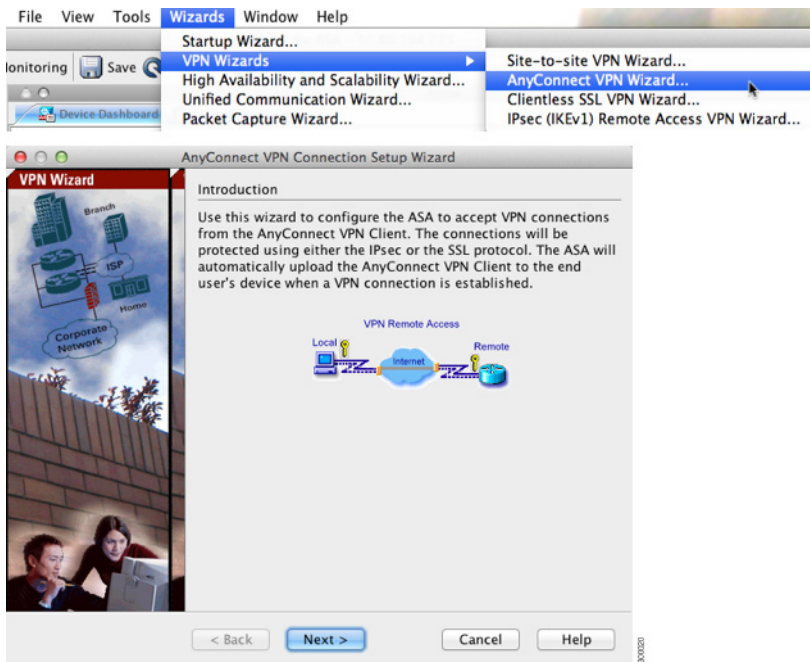 File View Tools Wizards Window Help
Startup Wizard...
onitoring Save
VPN Wizards
Site-to-site VPN Wizard...
High Availability and Scalability Wizard...
AnyConnect VPN Wizard...
Unified Communication Wizard...
Clientless SSL VPN Wizard...
Device Dashboard
Packet Capture Wizard...
IPsec (IKEv1) Remote Access VPN Wizard...
AnyConnect VPN Connection Setup Wizard
VPN Wizard
Branch
ISP
Home
Corporate
Network
Introduction
Use this wizard to configure the ASA to accept VPN connections
from the AnyConnect VPN Client. The connections will be
protected using either the IPsec or the SSL protocol. The ASA will
automatically upload the AnyConnect VPN Client to the end
user's device when a VPN connection is established.
VPN Remote Access
Local
Internet
Remote
< Back Next > Cancel Help
300020